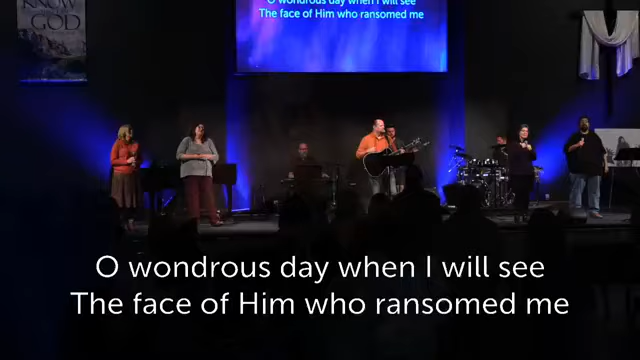 KNOW
GOD
O wondrous day when I will see
The face of Him who ransomed me
O wondrous day when I will see
The face of Him who ransomed me